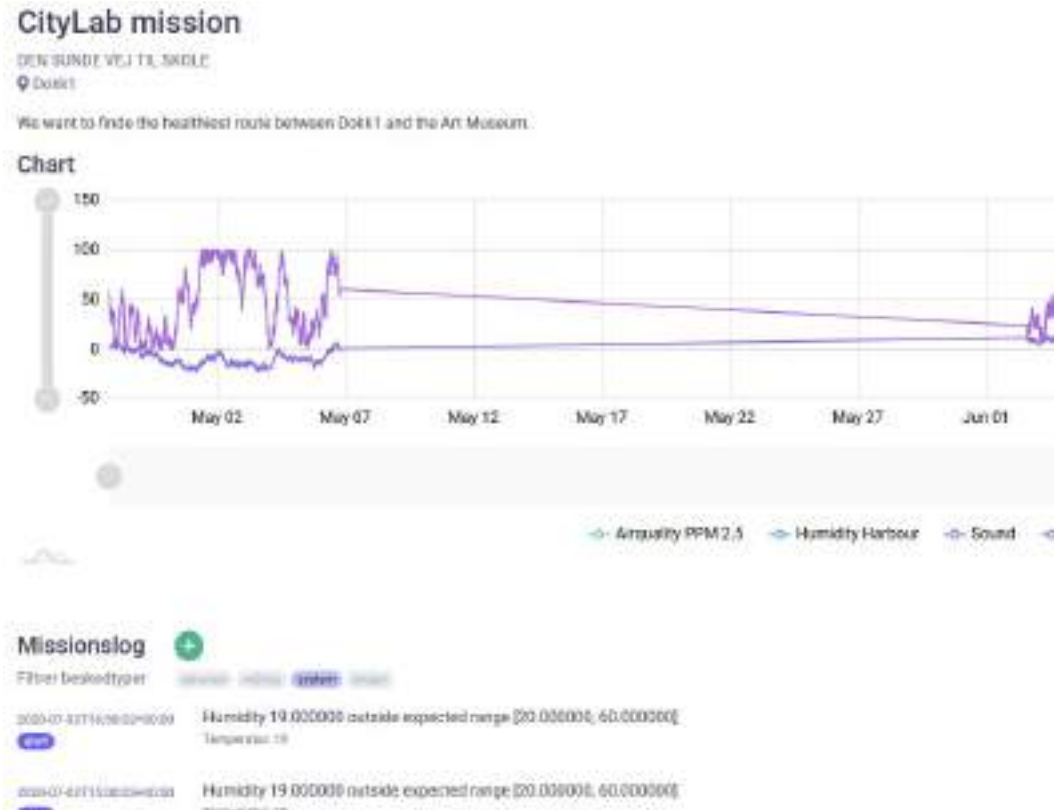 CityLab mission
DEN SUNDE VEJ TIL SKOLE
Dokk1
We want to finde the healthiest route between Dokk1 and the Art Museum.
Chart
150
100
50
0
-50
May 02 May 07 May 12 May 17 May 22 May 27 Jun 01
Airquality PPM 2.5 Humidity Harbour Sound
Missionslog
Filtrer beskedtyper
Humidity 19.000000 outside expected range [20.000000, 60.000000]
Humidity 19.000000 outside expected range [20.000000, 60.000000]